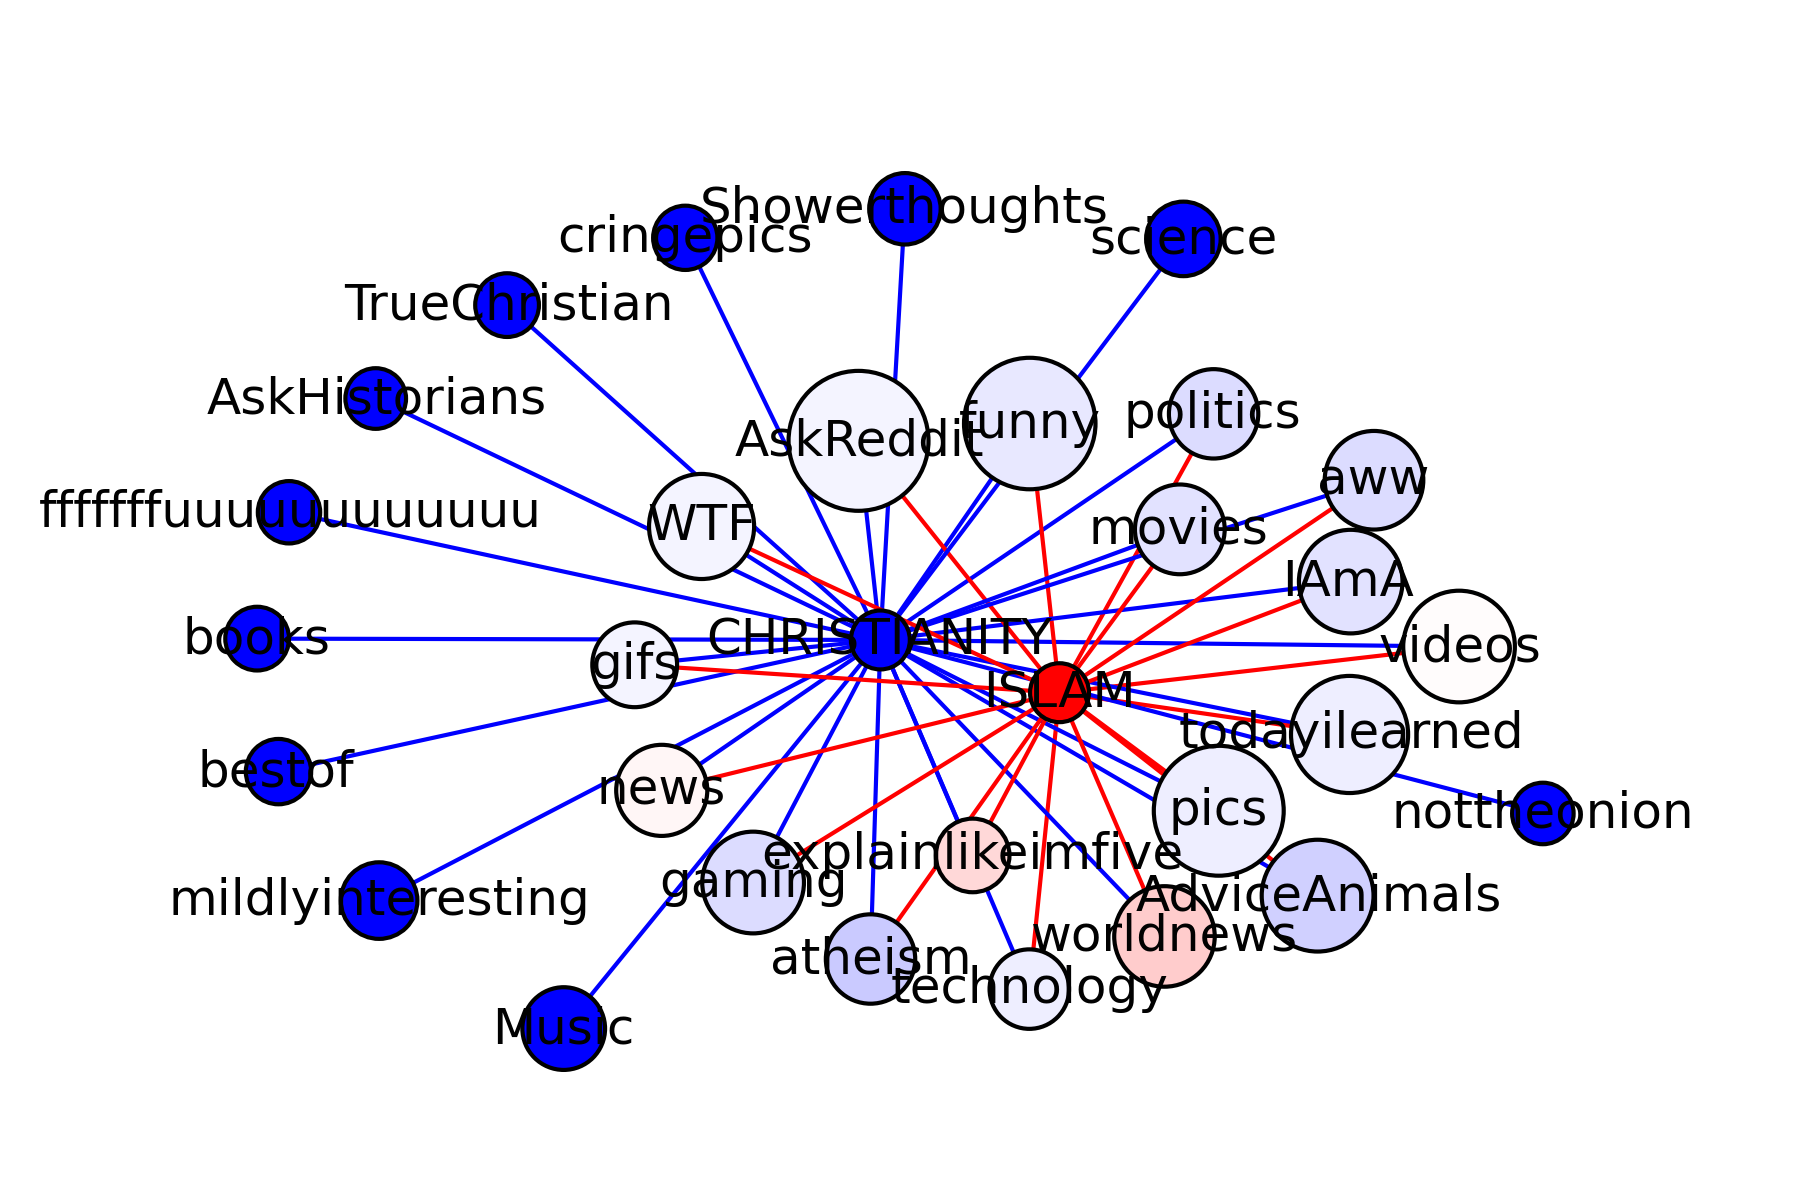 Showerthoughts
cringepics
science
TrueChristian
AskHistorians
politics
funny
AskReddit
aww
fffffffuuuuuuuuuuuu
WTF
movies
IAmA
books
CHRISTIANITY
videos
gifs
ISLAM
todayilearned
bestof
news
pics
nottheonion
explainlikeimfive
gaming
AdviceAnimals
mildlyinteresting
worldnews
atheism
technology
Music